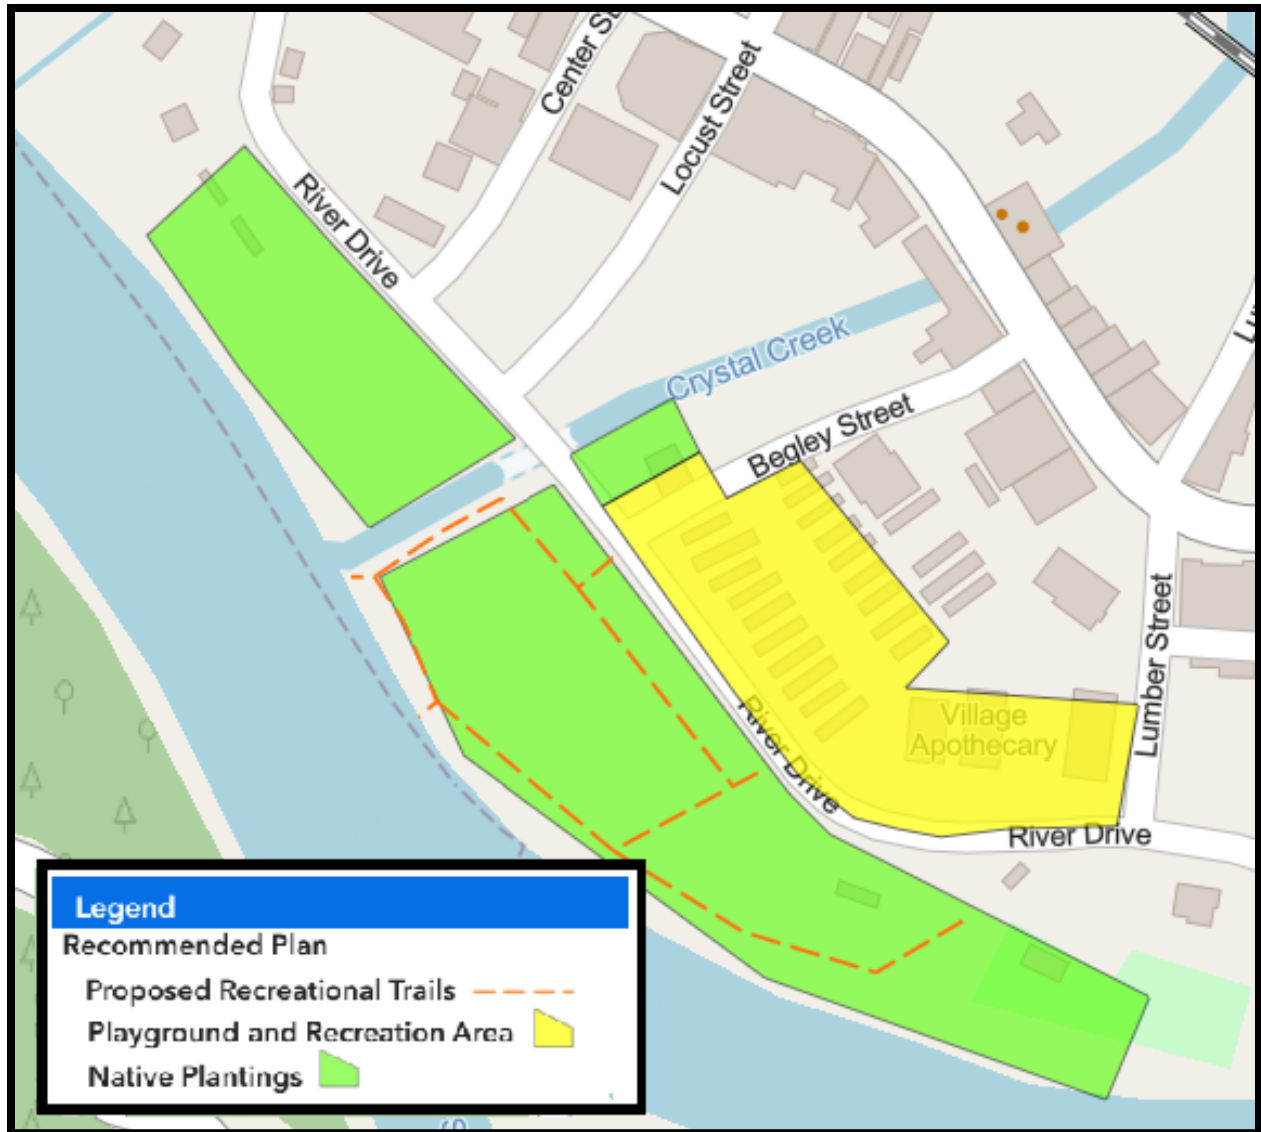 Center St
Locust Street
River Drive
Crystal Creek
Begley Street
Lumber Street
Village
Apothecary
River Drive
River Drive
Legend
Recommended Plan
Proposed Recreational Trails
Playground and Recreation Area
Native Plantings